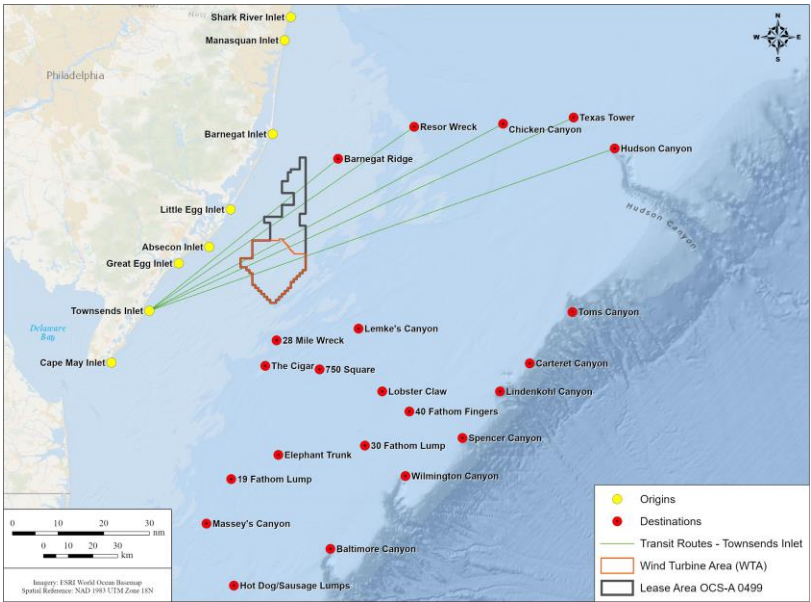 Shark River Inlet
Manasquan Inlet
N
W E
S
Philadelphia
Texas Tower
Resor Wreck
Chicken Canyon
Barnegat Inlet
Hudson Canyon
Barnegat Ridge
Little Egg Inlet
Hudson Canyon
Absecon Inlet
Great Egg Inlet
Townsends Inlet
Toms Canyon
Delaware
Bay
Lemke's Canyon
28 Mile Wreck
Cape May Inlet
The Cigar
750 Square
Carteret Canyon
Lobster Claw
Lindenkohl Canyon
40 Fathom Fingers
Spencer Canyon
30 Fathom Lump
Elephant Trunk
Wilmington Canyon
19 Fathom Lump
Massey's Canyon
Baltimore Canyon
Hot Dog/Sausage Lumps
0 10 20 30
nm
0 10 20 30
km
Imagery: ESRI World Ocean Basemap
Spatial Reference: NAD 1983 UTM Zone 18N
Origins
Destinations
Transit Routes - Townsends Inlet
Wind Turbine Area (WTA)
Lease Area OCS-A 0499